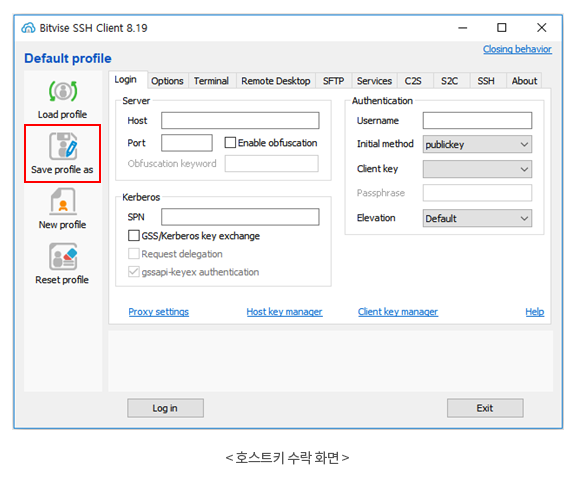 Bitvise SSH Client 8.19
Default profile
Closing behavior
Load profile
Save profile as
New profile
Reset profile
Login Options Terminal Remote Desktop SFTP Services C2S S2C SSH About
Server
Host
Port Enable obfuscation
Obfuscation keyword
Kerberos
SPN
GSS/Kerberos key exchange
Request delegation
gssapi-keyex authentication
Authentication
Username
Initial method publickey
Client key
Passphrase
Elevation Default
Proxy settings Host key manager Client key manager Help
Log in Exit
< 호스트키 수락 화면 >